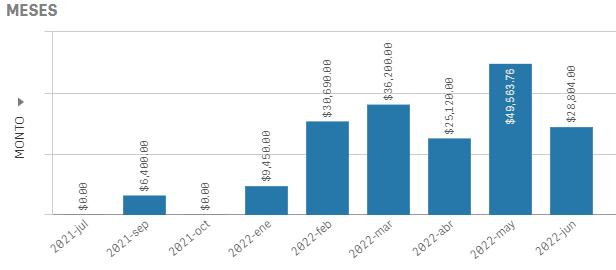 MESES
MONTO
$0.00
$6,400.00
$0.00
$9,450.00
$30,690.00
$36,200.00
$25,120.00
$49,563.76
$28,804.00
2021-jul
2021-sep
2021-oct
2022-ene
2022-feb
2022-mar
2022-abr
2022-may
2022-jun